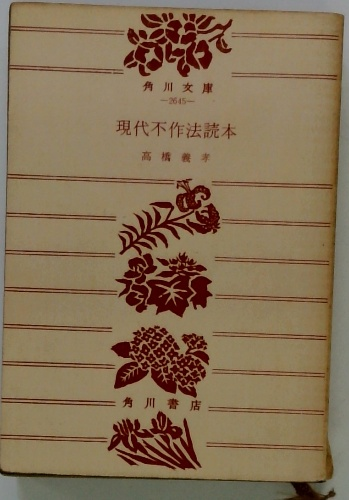 角川文庫
—2645—
現代不作法読本
高橋義孝
角川書店